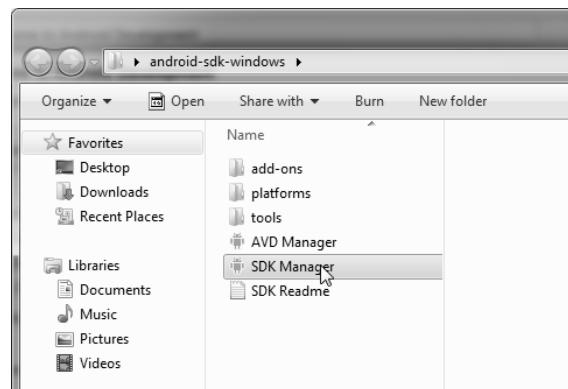 android-sdk-windows
Organize Open Share with Burn New folder
Favorites
Desktop
Downloads
Recent Places
Libraries
Documents
Music
Pictures
Videos
Name
add-ons
platforms
tools
AVD Manager
SDK Manager
SDK Readme